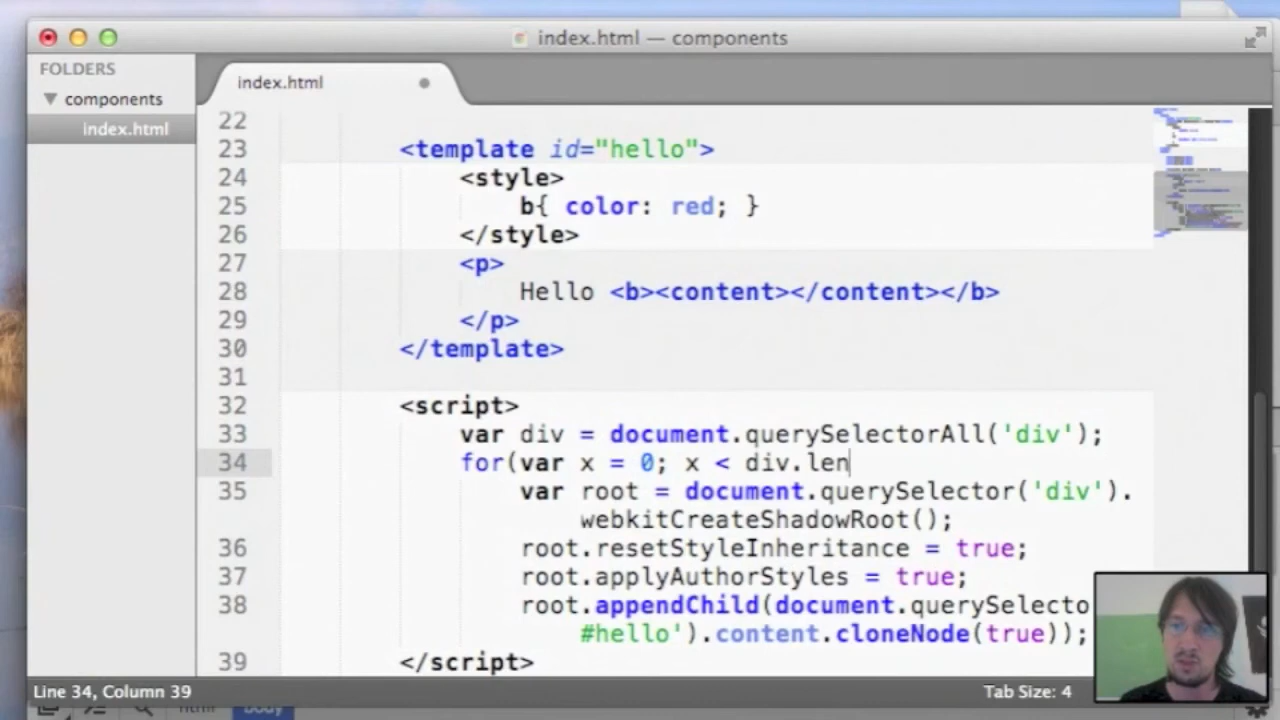 index.html — components
FOLDERS
components
index.html
index.html
22
23 <template id="hello">
24 <style>
25 b{ color: red; }
26 </style>
27 <p>
28 Hello <b><content></content></b>
29 </p>
30 </template>
31
32 <script>
33 var div = document.querySelectorAll('div');
34 for(var x = 0; x < div.len
35 var root = document.querySelector('div').
webkitCreateShadowRoot();
36 root.resetStyleInheritance = true;
37 root.applyAuthorStyles = true;
38 root.appendChild(document.querySelecto
#hello').content.cloneNode(true));
39 </script>
Line 34, Column 39
Tab Size: 4
html
body